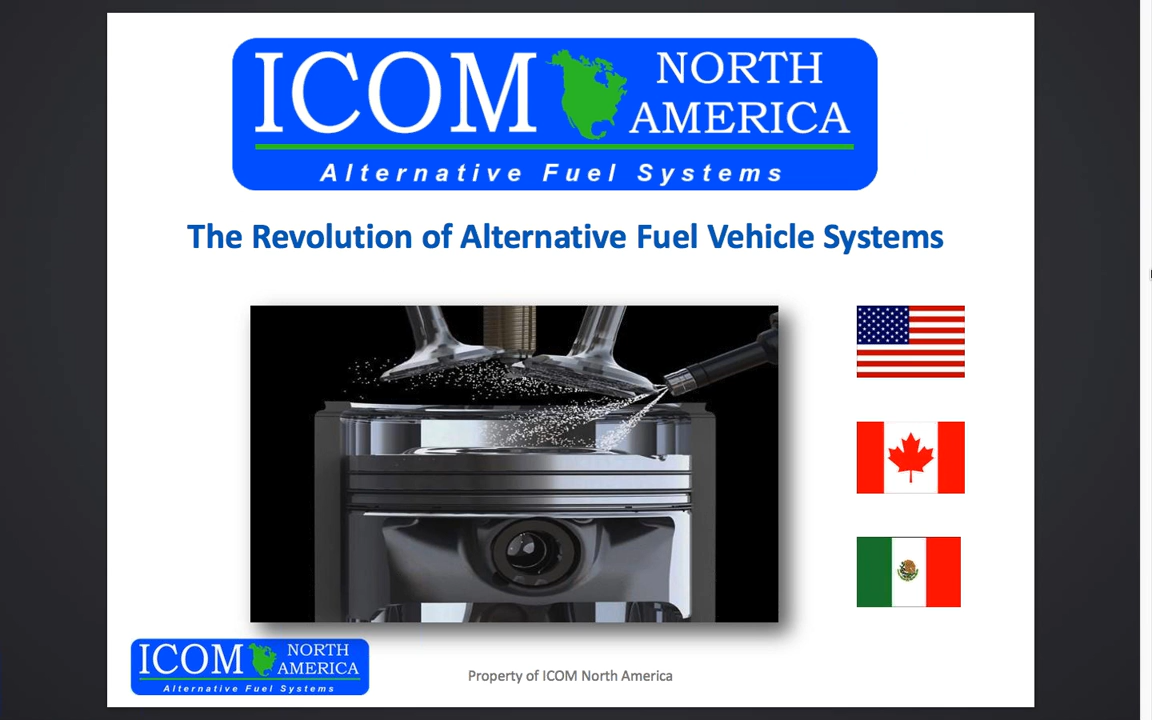 ICOM
NORTH
AMERICA
Alternative Fuel Systems
The Revolution of Alternative Fuel Vehicle Systems
ICOM
NORTH
AMERICA
Alternative Fuel Systems
Property of ICOM North America